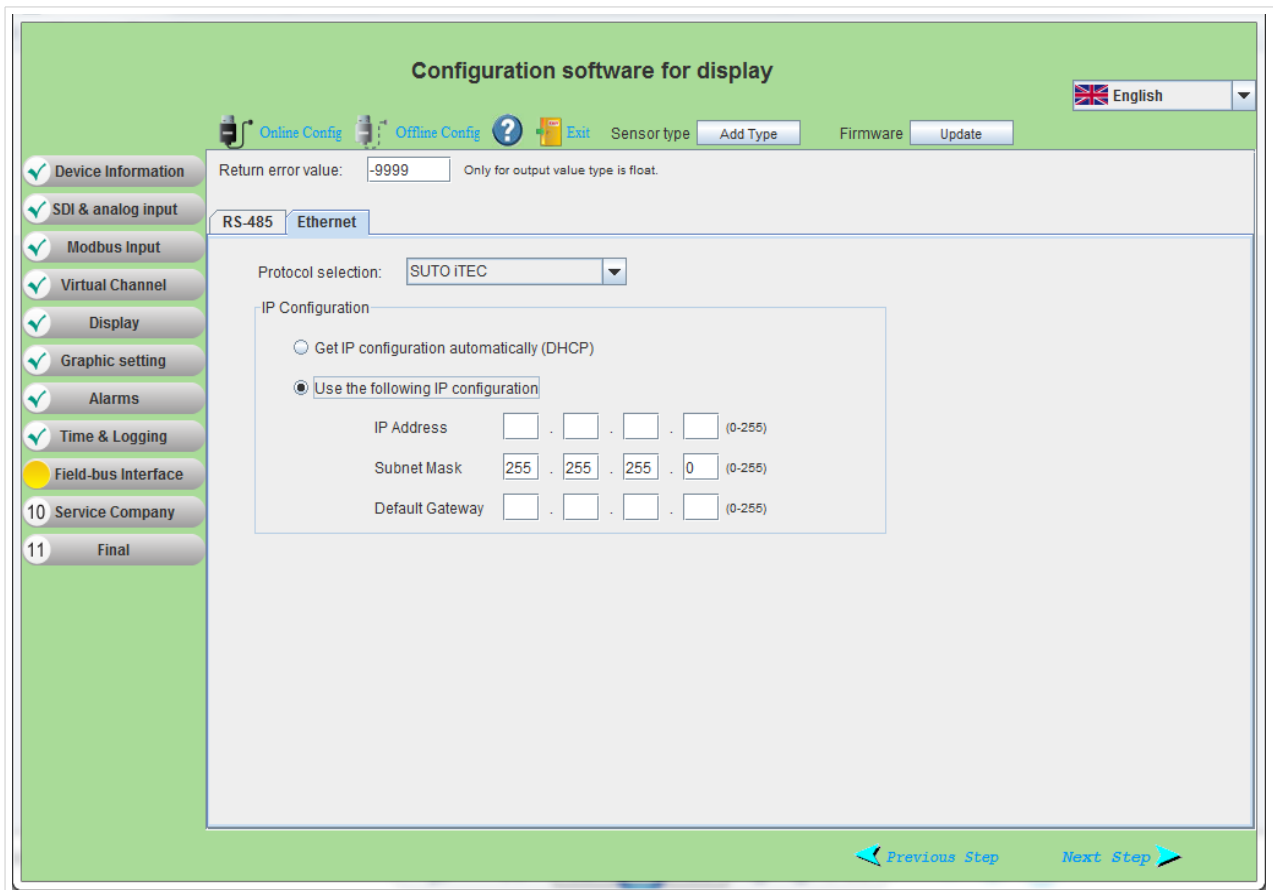 Configuration software for display
English
Online Config Offline Config ? EXIT Exit Sensor type Add Type Firmware Update
Device Information
SDI & analog input
Modbus Input
Virtual Channel
Display
Graphic setting
Alarms
Time & Logging
Field-bus Interface
10 Service Company
11 Final
Return error value: -9999 Only for output value type is float.
RS-485 Ethernet
Protocol selection: SUTO iTEC
IP Configuration
Get IP configuration automatically (DHCP)
Use the following IP configuration
IP Address . . . (0-255)
Subnet Mask 255 . 255 . 255 . 0 (0-255)
Default Gateway . . . (0-255)
Previous Step Next Step